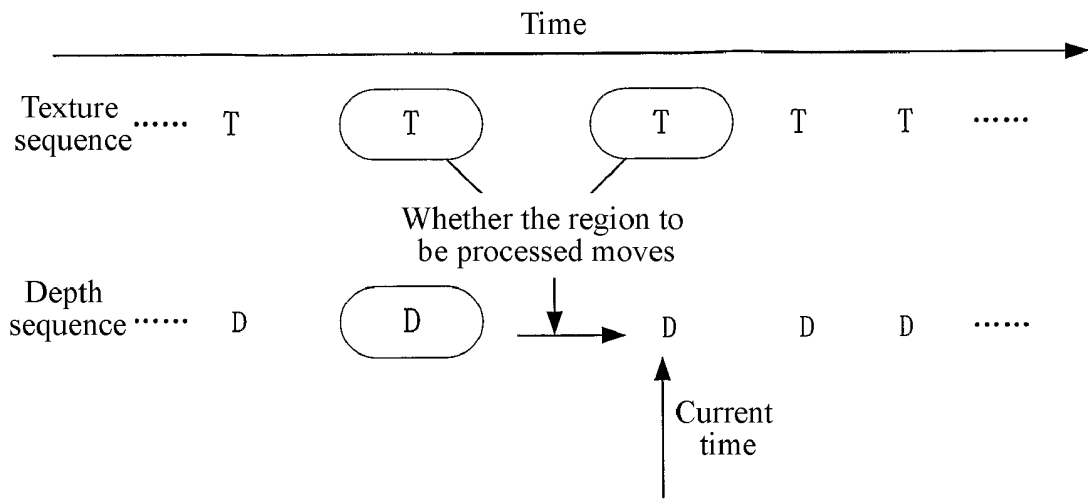 Time
Texture
sequence ...... T T T T T ......
Whether the region to
be processed moves
Depth
sequence ...... D D D D D ......
Current
time